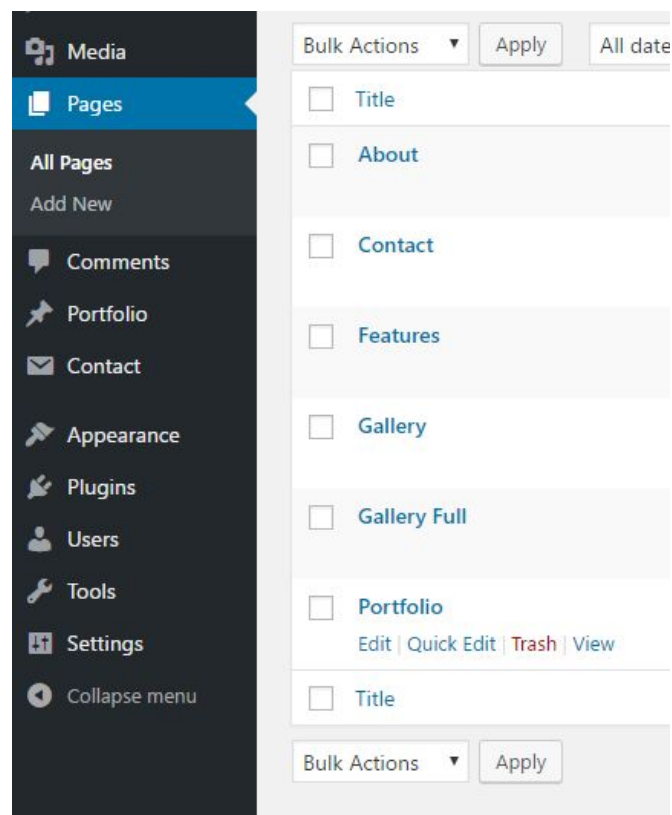 Media
Pages
All Pages
Add New
Comments
Portfolio
Contact
Appearance
Plugins
Users
Tools
Settings
Collapse menu
Bulk Actions Apply All date
Title
About
Contact
Features
Gallery
Gallery Full
Portfolio
Edit | Quick Edit | Trash | View
Title
Bulk Actions Apply